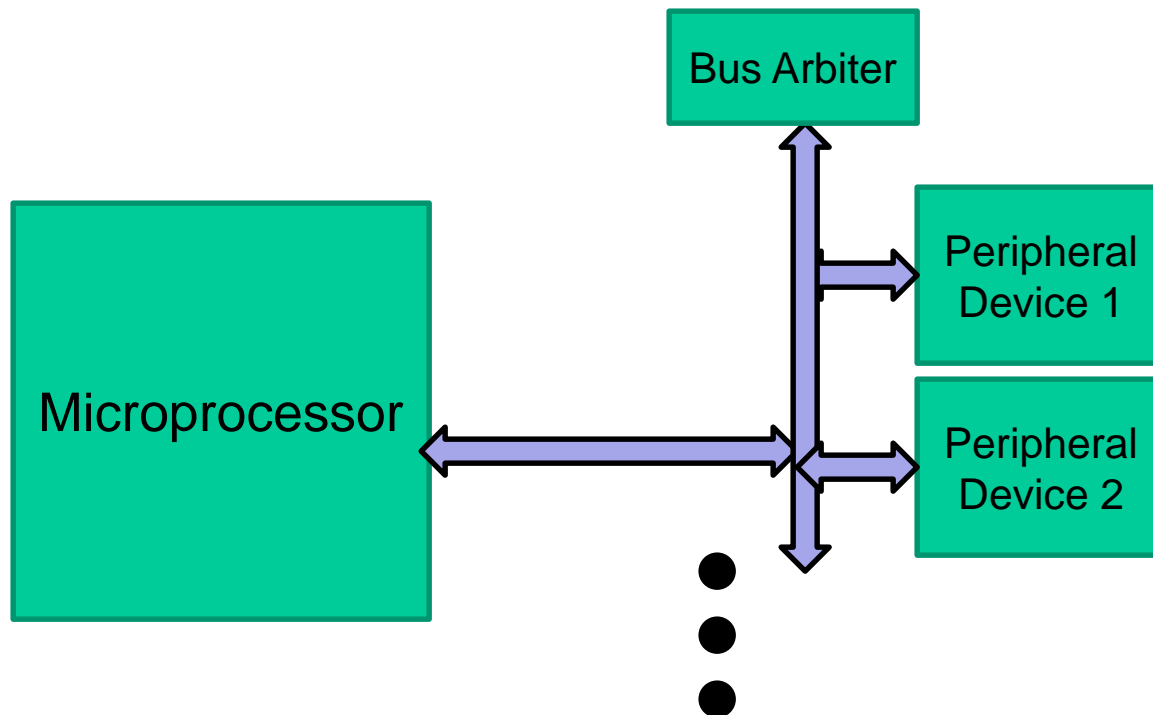 Bus Arbiter
Peripheral
Device 1
Microprocessor
Peripheral
Device 2